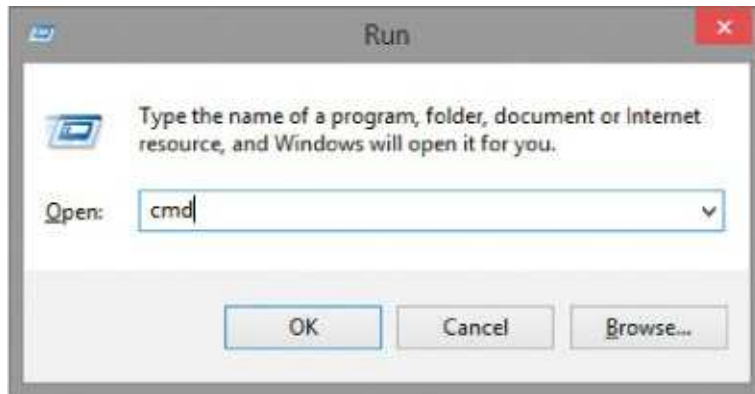 Run
Type the name of a program, folder, document or Internet
resource, and Windows will open it for you.
Open: cmd
OK Cancel Browse...